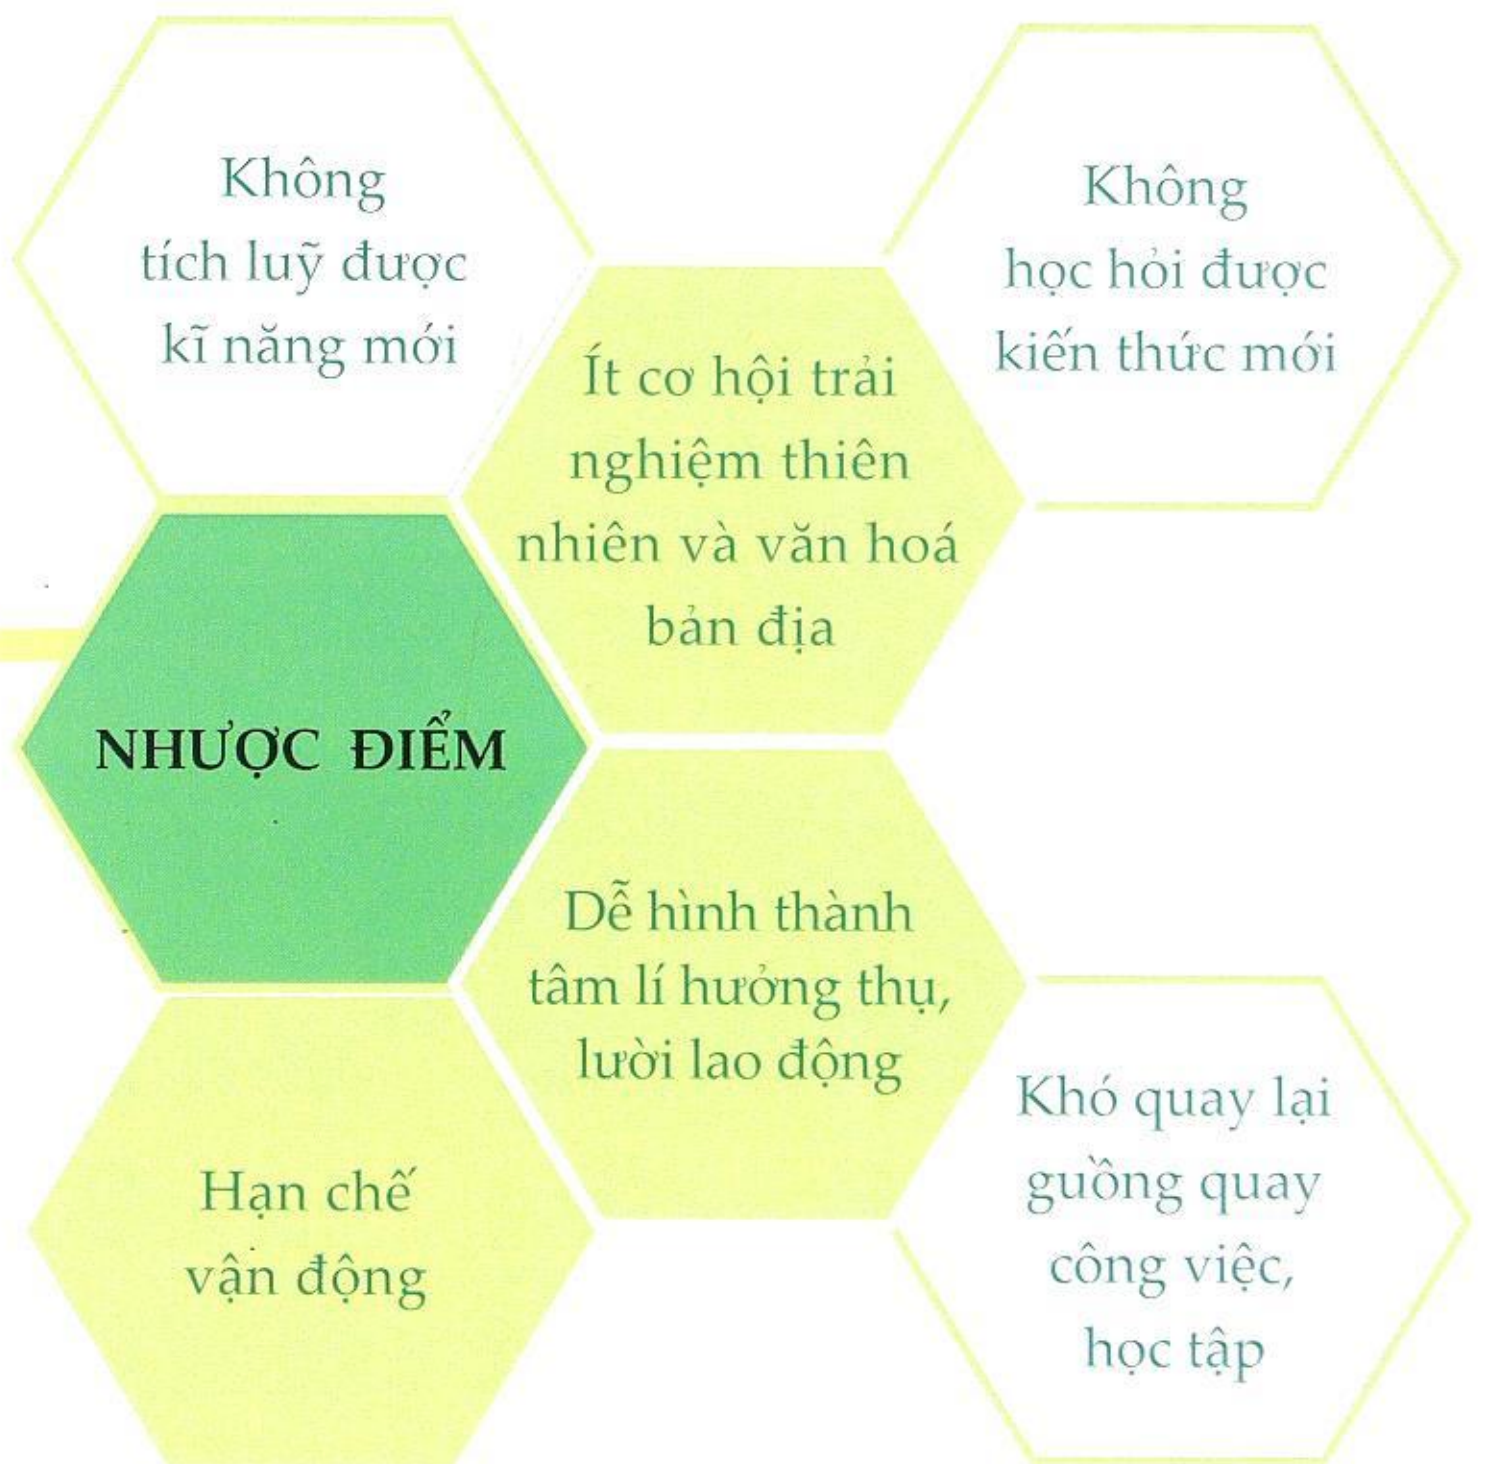 Không
tích luỹ được
kĩ năng mới
Không
học hỏi được
kiến thức mới
Ít cơ hội trải
nghiệm thiên
nhiên và văn hoá
bản địa
NHƯỢC ĐIỂM
Dễ hình thành
tâm lí hưởng thụ,
lười lao động
Hạn chế
vận động
Khó quay lại
guồng quay
công việc,
học tập